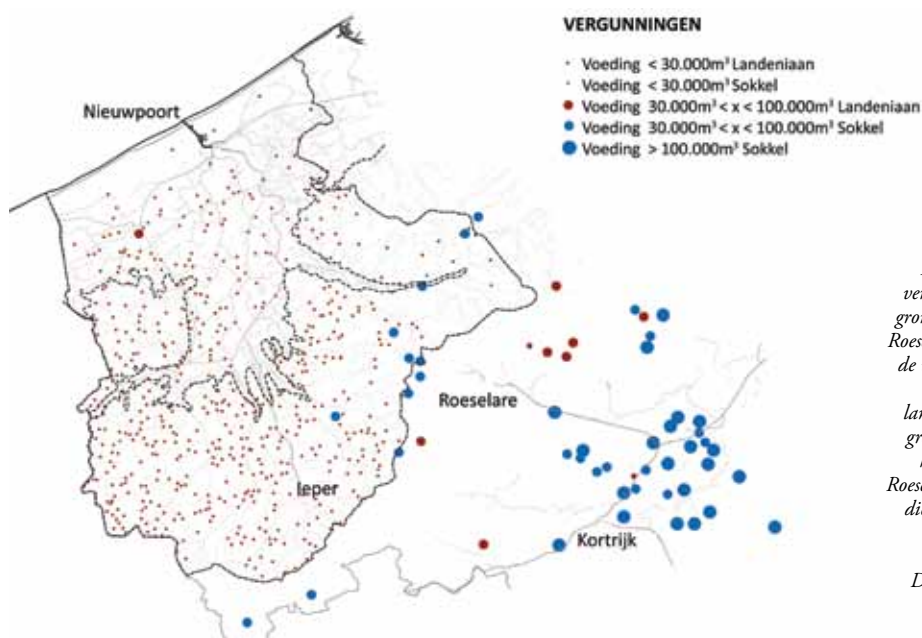 VERGUNNINGEN
Voeding < 30.000m³ Landeniaan
Voeding < 30.000m³ Sokkel
Voeding 30.000m³ < x < 100.000m³ Landeniaan
Voeding 30.000m³ < x < 100.000m³ Sokkel
Voeding > 100.000m³ Sokkel
Nieuwpoort
Roeselare
Ieper
Kortrijk
de